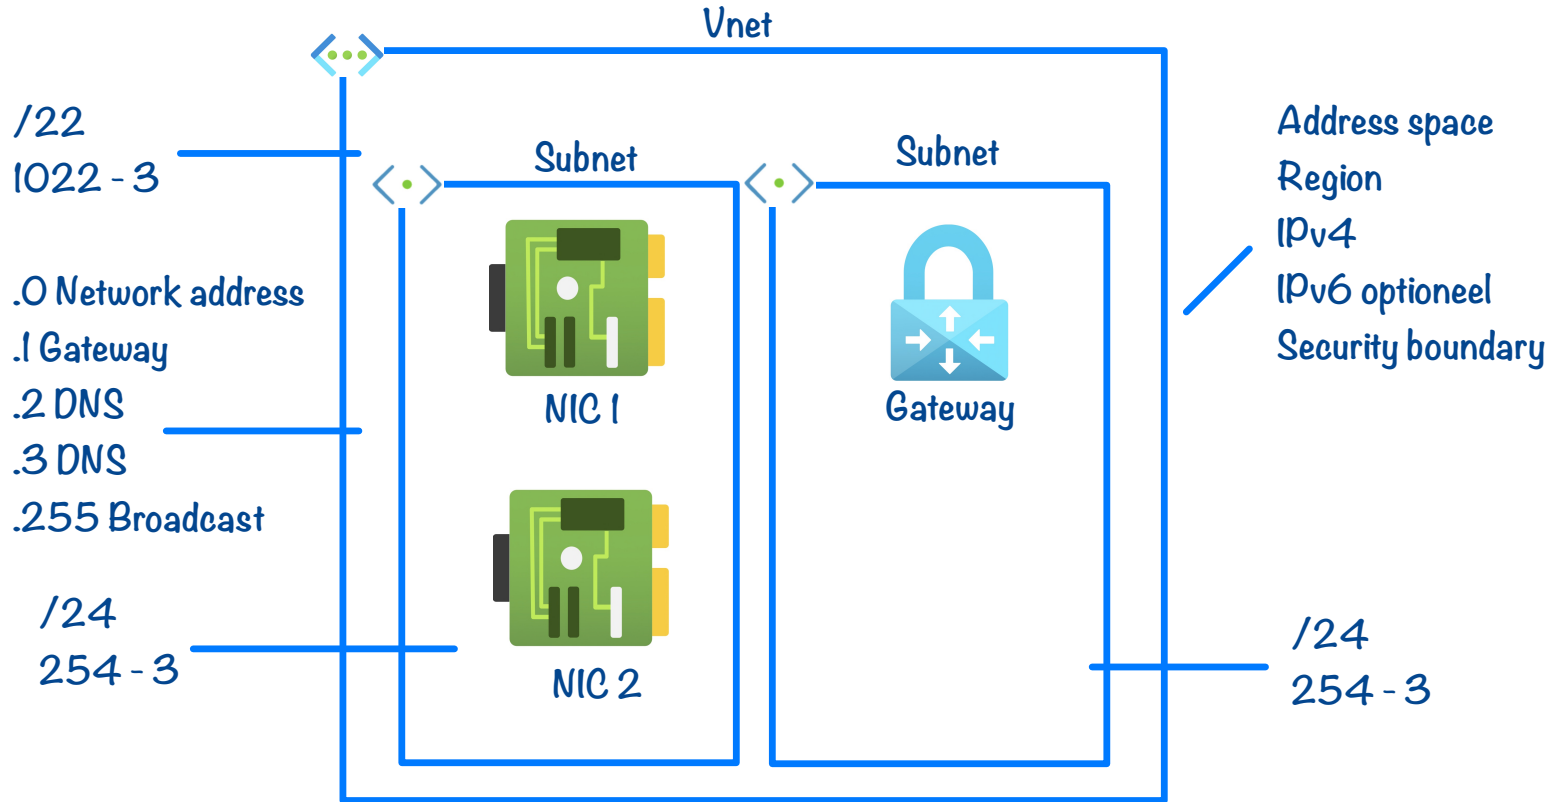 Vnet
/22
1022 - 3
.0 Network address
.1 Gateway
.2 DNS
.3 DNS
.255 Broadcast
/24
254 - 3
Subnet
NIC 1
NIC 2
Subnet
Gateway
Address space
Region
IPv4
IPv6 optioneel
Security boundary
/24
254 - 3